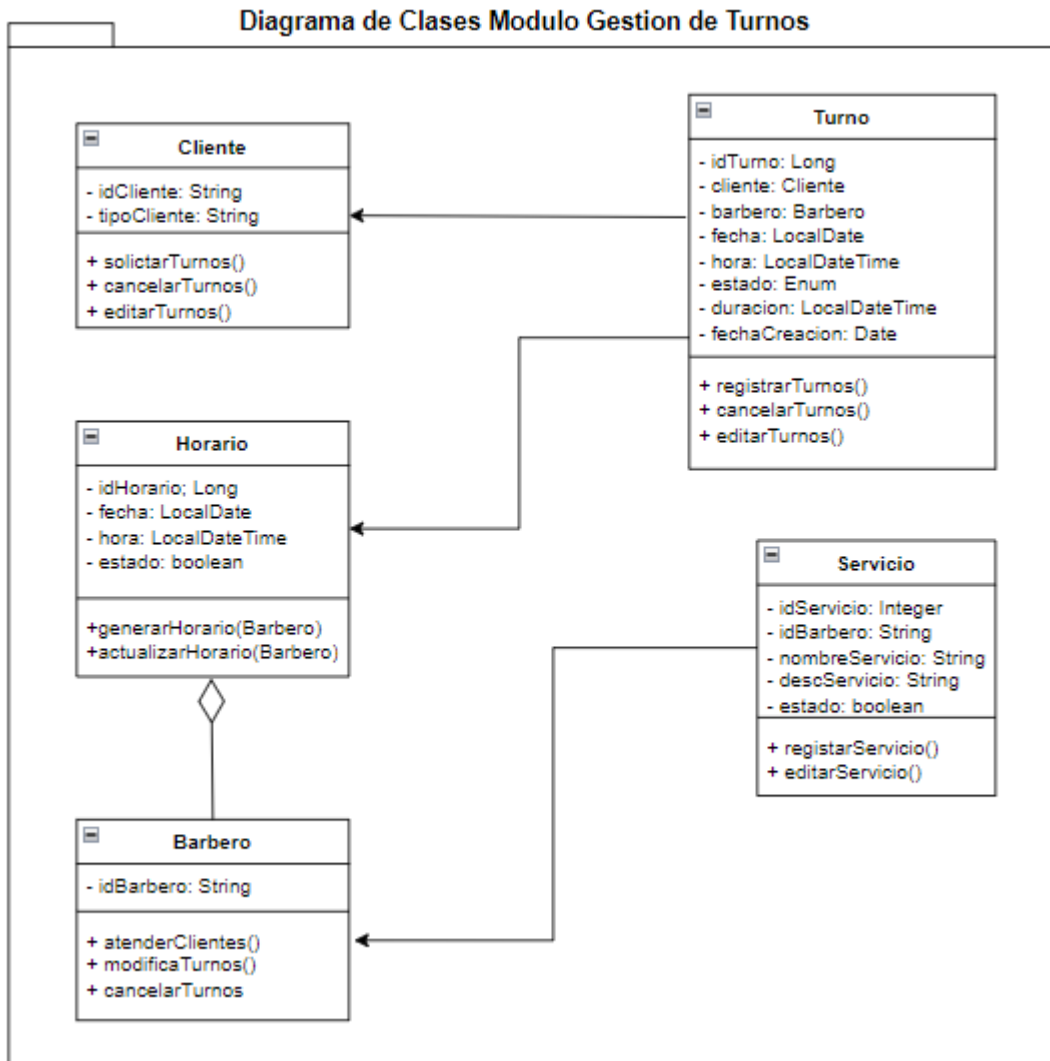 Diagrama de Clases Modulo Gestion de Turnos
Cliente
- idCliente: String
- tipoCliente: String
+ solictarTurnos()
+ cancelarTurnos()
+ editarTurnos()
Turno
- idTurno: Long
- cliente: Cliente
- barbero: Barbero
- fecha: LocalDate
- hora: LocalDateTime
- estado: Enum
- duracion: LocalDateTime
- fechaCreacion: Date
+ registrarTurnos()
+ cancelarTurnos()
+ editarTurnos()
Horario
- idHorario; Long
- fecha: LocalDate
- hora: LocalDateTime
- estado: boolean
+generarHorario(Barbero)
+actualizarHorario(Barbero)
Servicio
- idServicio: Integer
- idBarbero: String
- nombreServicio: String
- descServicio: String
- estado: boolean
+ registarServicio()
+ editarServicio()
Barbero
- idBarbero: String
+ atenderClientes()
+ modificaTurnos()
+ cancelarTurnos